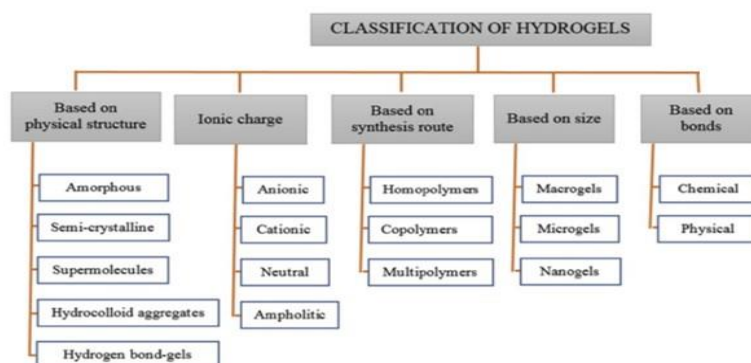 CLASSIFICATION OF HYDROGELS
Based on
physical structure
Amorphous
Semi-crystalline
Supermolecules
Hydrocolloid aggregates
Hydrogen bond-gels
Ionic charge
Anionic
Cationic
Neutral
Ampholitic
Based on
synthesis route
Homopolymers
Copolymers
Multipolymers
Based on size
Macrogels
Microgels
Nanogels
Based on
bonds
Chemical
Physical